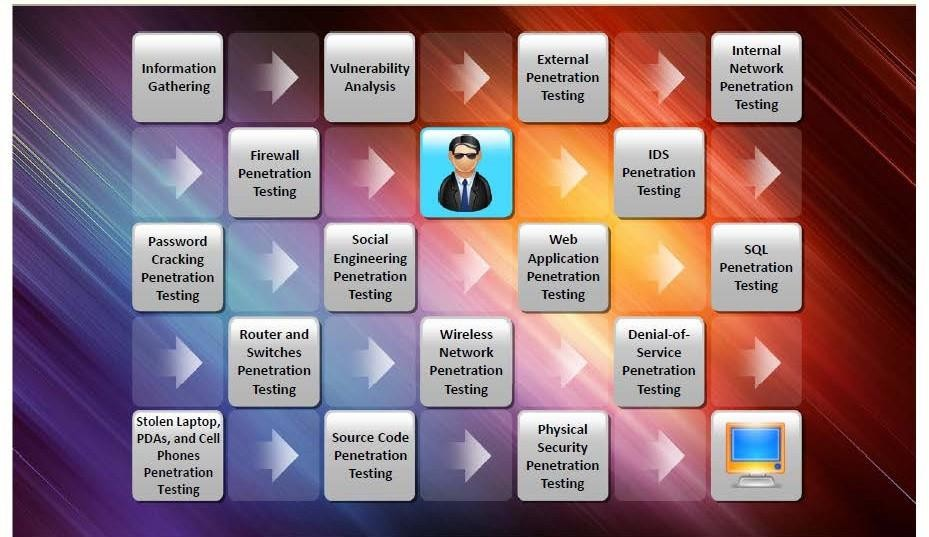 Information
Gathering
Vulnerability
Analysis
External
Penetration
Testing
Internal
Network
Penetration
Testing
Firewall
Penetration
Testing
IDS
Penetration
Testing
Password
Cracking
Penetration
Testing
Social
Engineering
Penetration
Testing
Web
Application
Penetration
Testing
SQL
Penetration
Testing
Router and
Switches
Penetration
Testing
Wireless
Network
Penetration
Testing
Denial-of-
Service
Penetration
Testing
Stolen Laptop,
PDAs, and Cell
Phones
Penetration
Testing
Source Code
Penetration
Testing
Physical
Security
Penetration
Testing